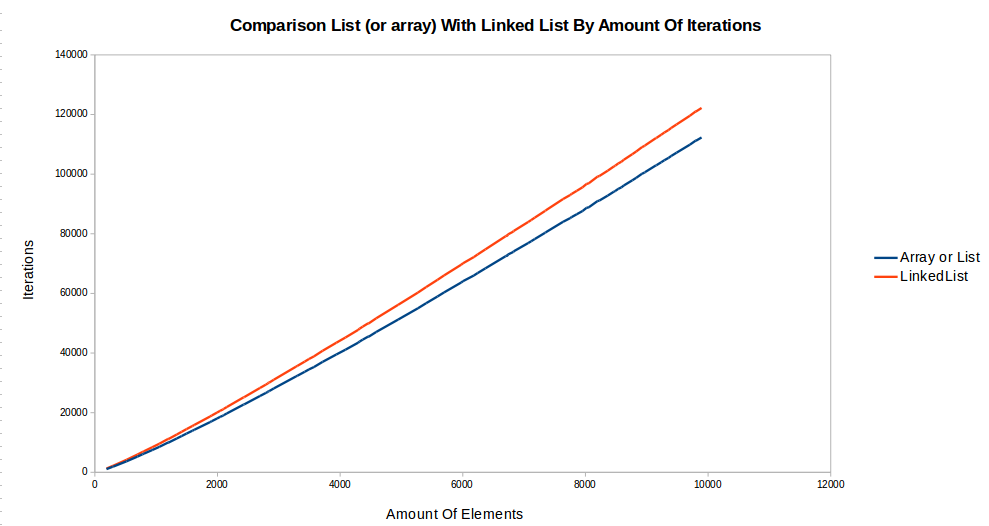 Comparison List (or array) With Linked List By Amount Of Iterations
140000
120000
100000
80000
60000
40000
20000
0
Iterations
0 2000 4000 6000 8000 10000 12000
Amount Of Elements
Array or List
LinkedList